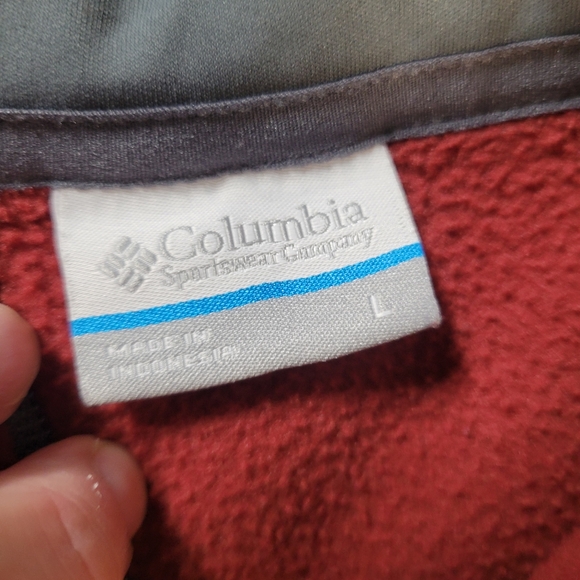 Columbia
Sportswear Company
L
MADE IN
INDONESIA